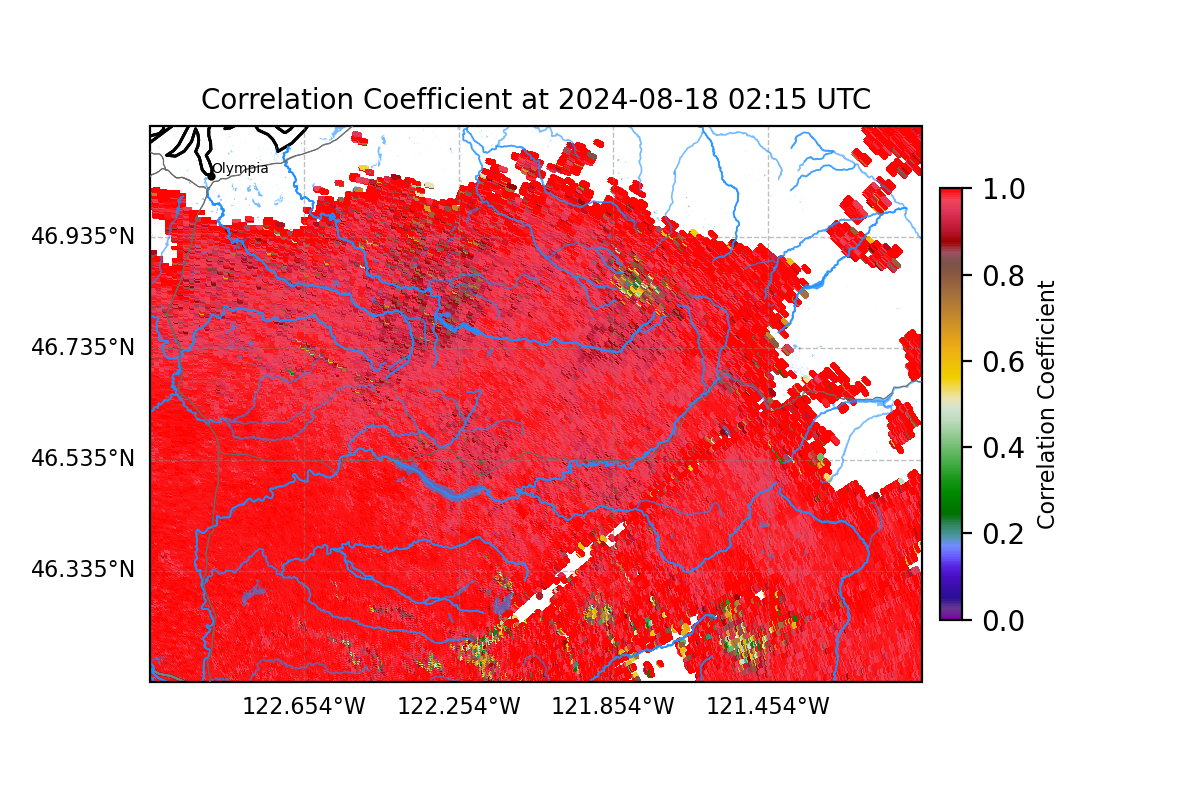 Correlation Coefficient at 2024-08-18 02:15 UTC
Olympia
46.935°N
46.735°N
46.535°N
46.335°N
122.654°W
122.254°W
121.854°W
121.454°W
1.0
0.8
0.6
0.4
0.2
0.0
Correlation Coefficient